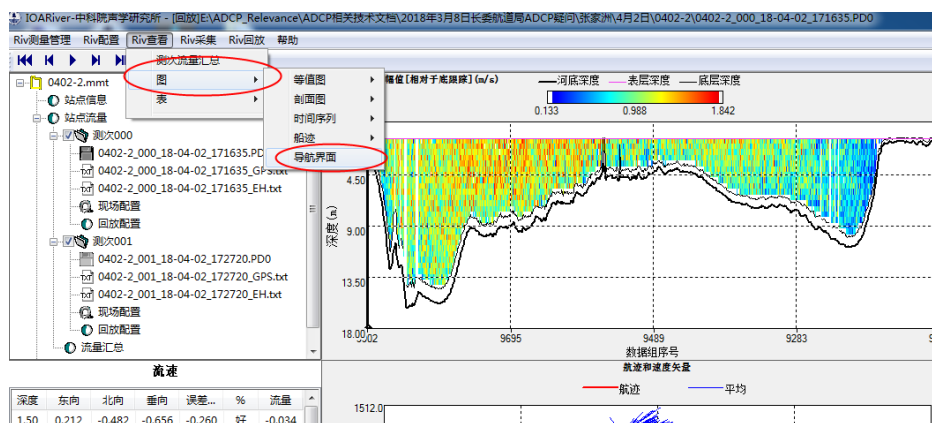 IOARiver-中科院声学研究所 - [回放]E:\ADCP_Relevance\ADCP相关技术文档\2018年3月8日长委航道局ADCP疑问\张家洲\4月2日\0402-2\0402-2_000_18-04-02_171635.PD0
Riv测量管理 Riv配置 Riv查看 Riv采集 Riv回放 帮助
测次流量汇总
图
表
等值图
剖面图
时间序列
船迹
导航界面
0402-2.mmt
站点信息
站点流量
测次000
0402-2_000_18-04-02_171635.PD
0402-2_000_18-04-02_171635_GPS.txt
0402-2_000_18-04-02_171635_EH.txt
现场配置
回放配置
测次001
0402-2_001_18-04-02_172720.PD0
0402-2_001_18-04-02_172720_GPS.txt
0402-2_001_18-04-02_172720_EH.txt
现场配置
回放配置
流量汇总
幅值[相对于底跟踪](m/s) 河底深度 表层深度 底层深度
0.133 0.988 1.842
4.50
9.00
13.50
18.00
深度(m)
9695 9489 9283
数据组序号
流速
深度 东向 北向 垂向 误差... % 流量
1.50 0.212 -0.482 -0.656 -0.260 好 -0.034
航迹和速度矢量
航迹 平均
1512.0